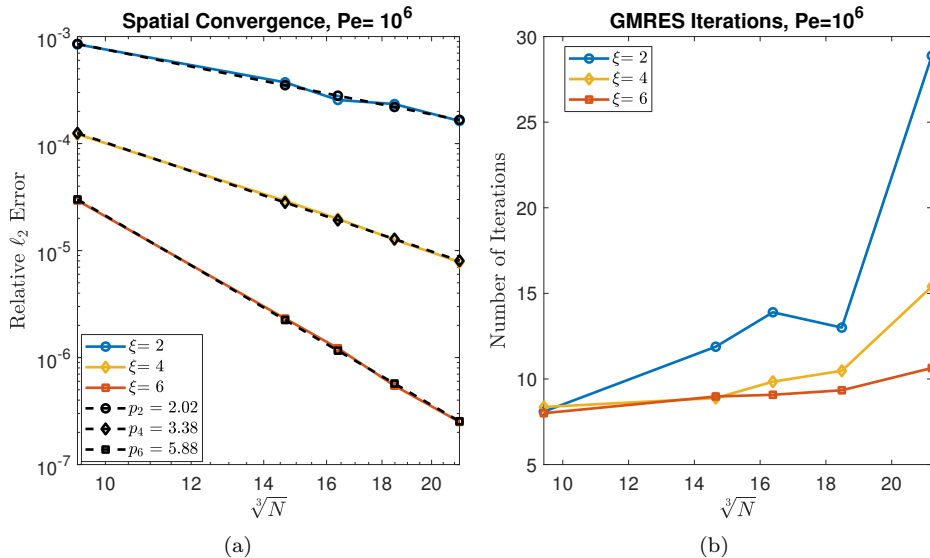 Spatial Convergence, Pe= 10^6
10^-3
10^-4
10^-5
10^-6
10^-7
Relative ℓ₂ Error
ξ= 2
ξ= 4
ξ= 6
p₂ = 2.02
p₄ = 3.38
p₆ = 5.88
10 12 14 16 18 20
∛N
(a)
GMRES Iterations, Pe=10^6
30
25
20
15
10
5
Number of Iterations
ξ= 2
ξ= 4
ξ= 6
10 12 14 16 18 20
∛N
(b)